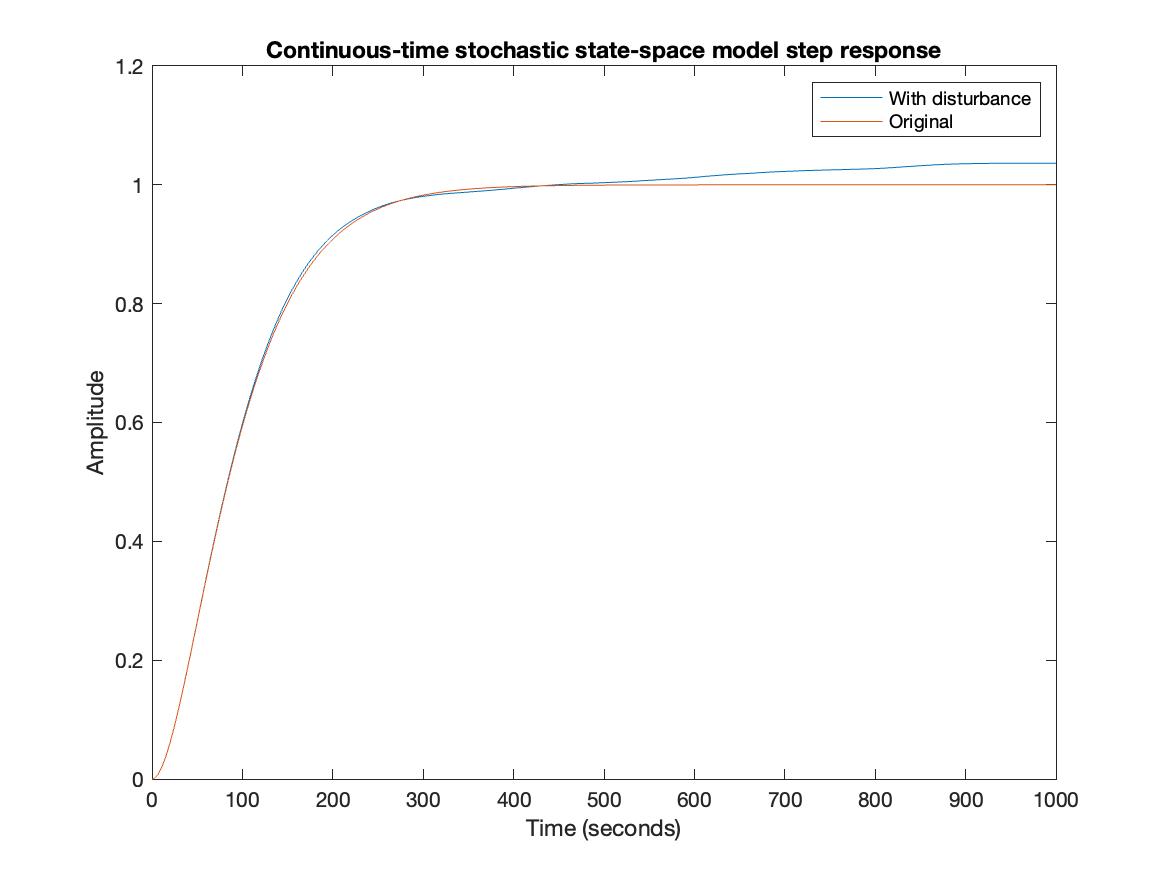 Continuous-time stochastic state-space model step response
With disturbance
Original
1.2
1
0.8
0.6
0.4
0.2
0
Amplitude
0 100 200 300 400 500 600 700 800 900 1000
Time (seconds)